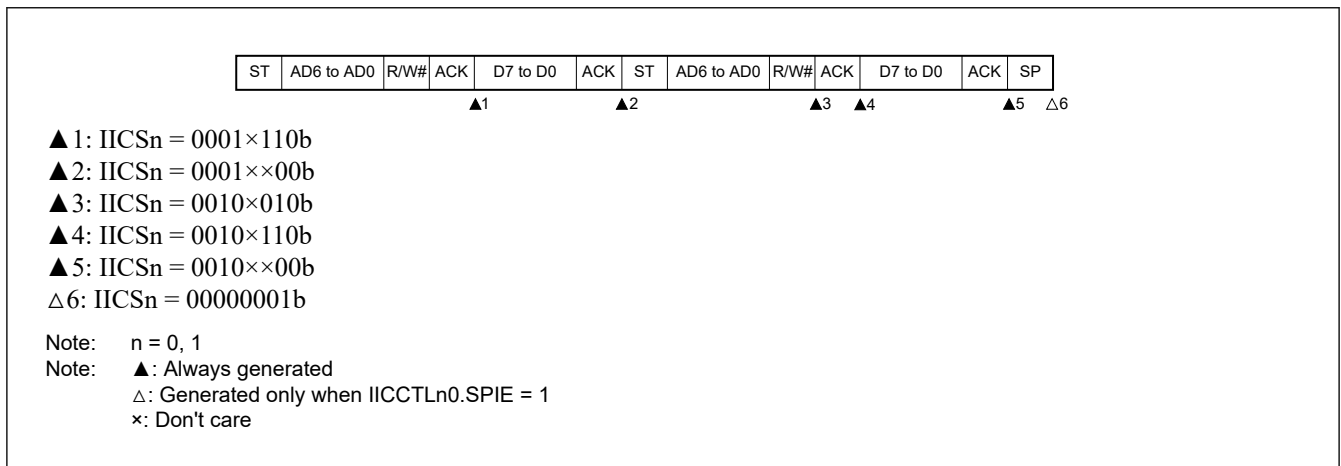 ST AD6 to AD0 R/W# ACK D7 to D0 ACK ST AD6 to AD0 R/W# ACK D7 to D0 ACK SP
▲1 ▲2 ▲3 ▲4 ▲5 △6
▲1: IICSn = 0001×110b
▲2: IICSn = 0001××00b
▲3: IICSn = 0010×010b
▲4: IICSn = 0010×110b
▲5: IICSn = 0010××00b
△6: IICSn = 00000001b
Note: n = 0, 1
Note: ▲: Always generated
△: Generated only when IICCTLn0.SPIE = 1
×: Don't care